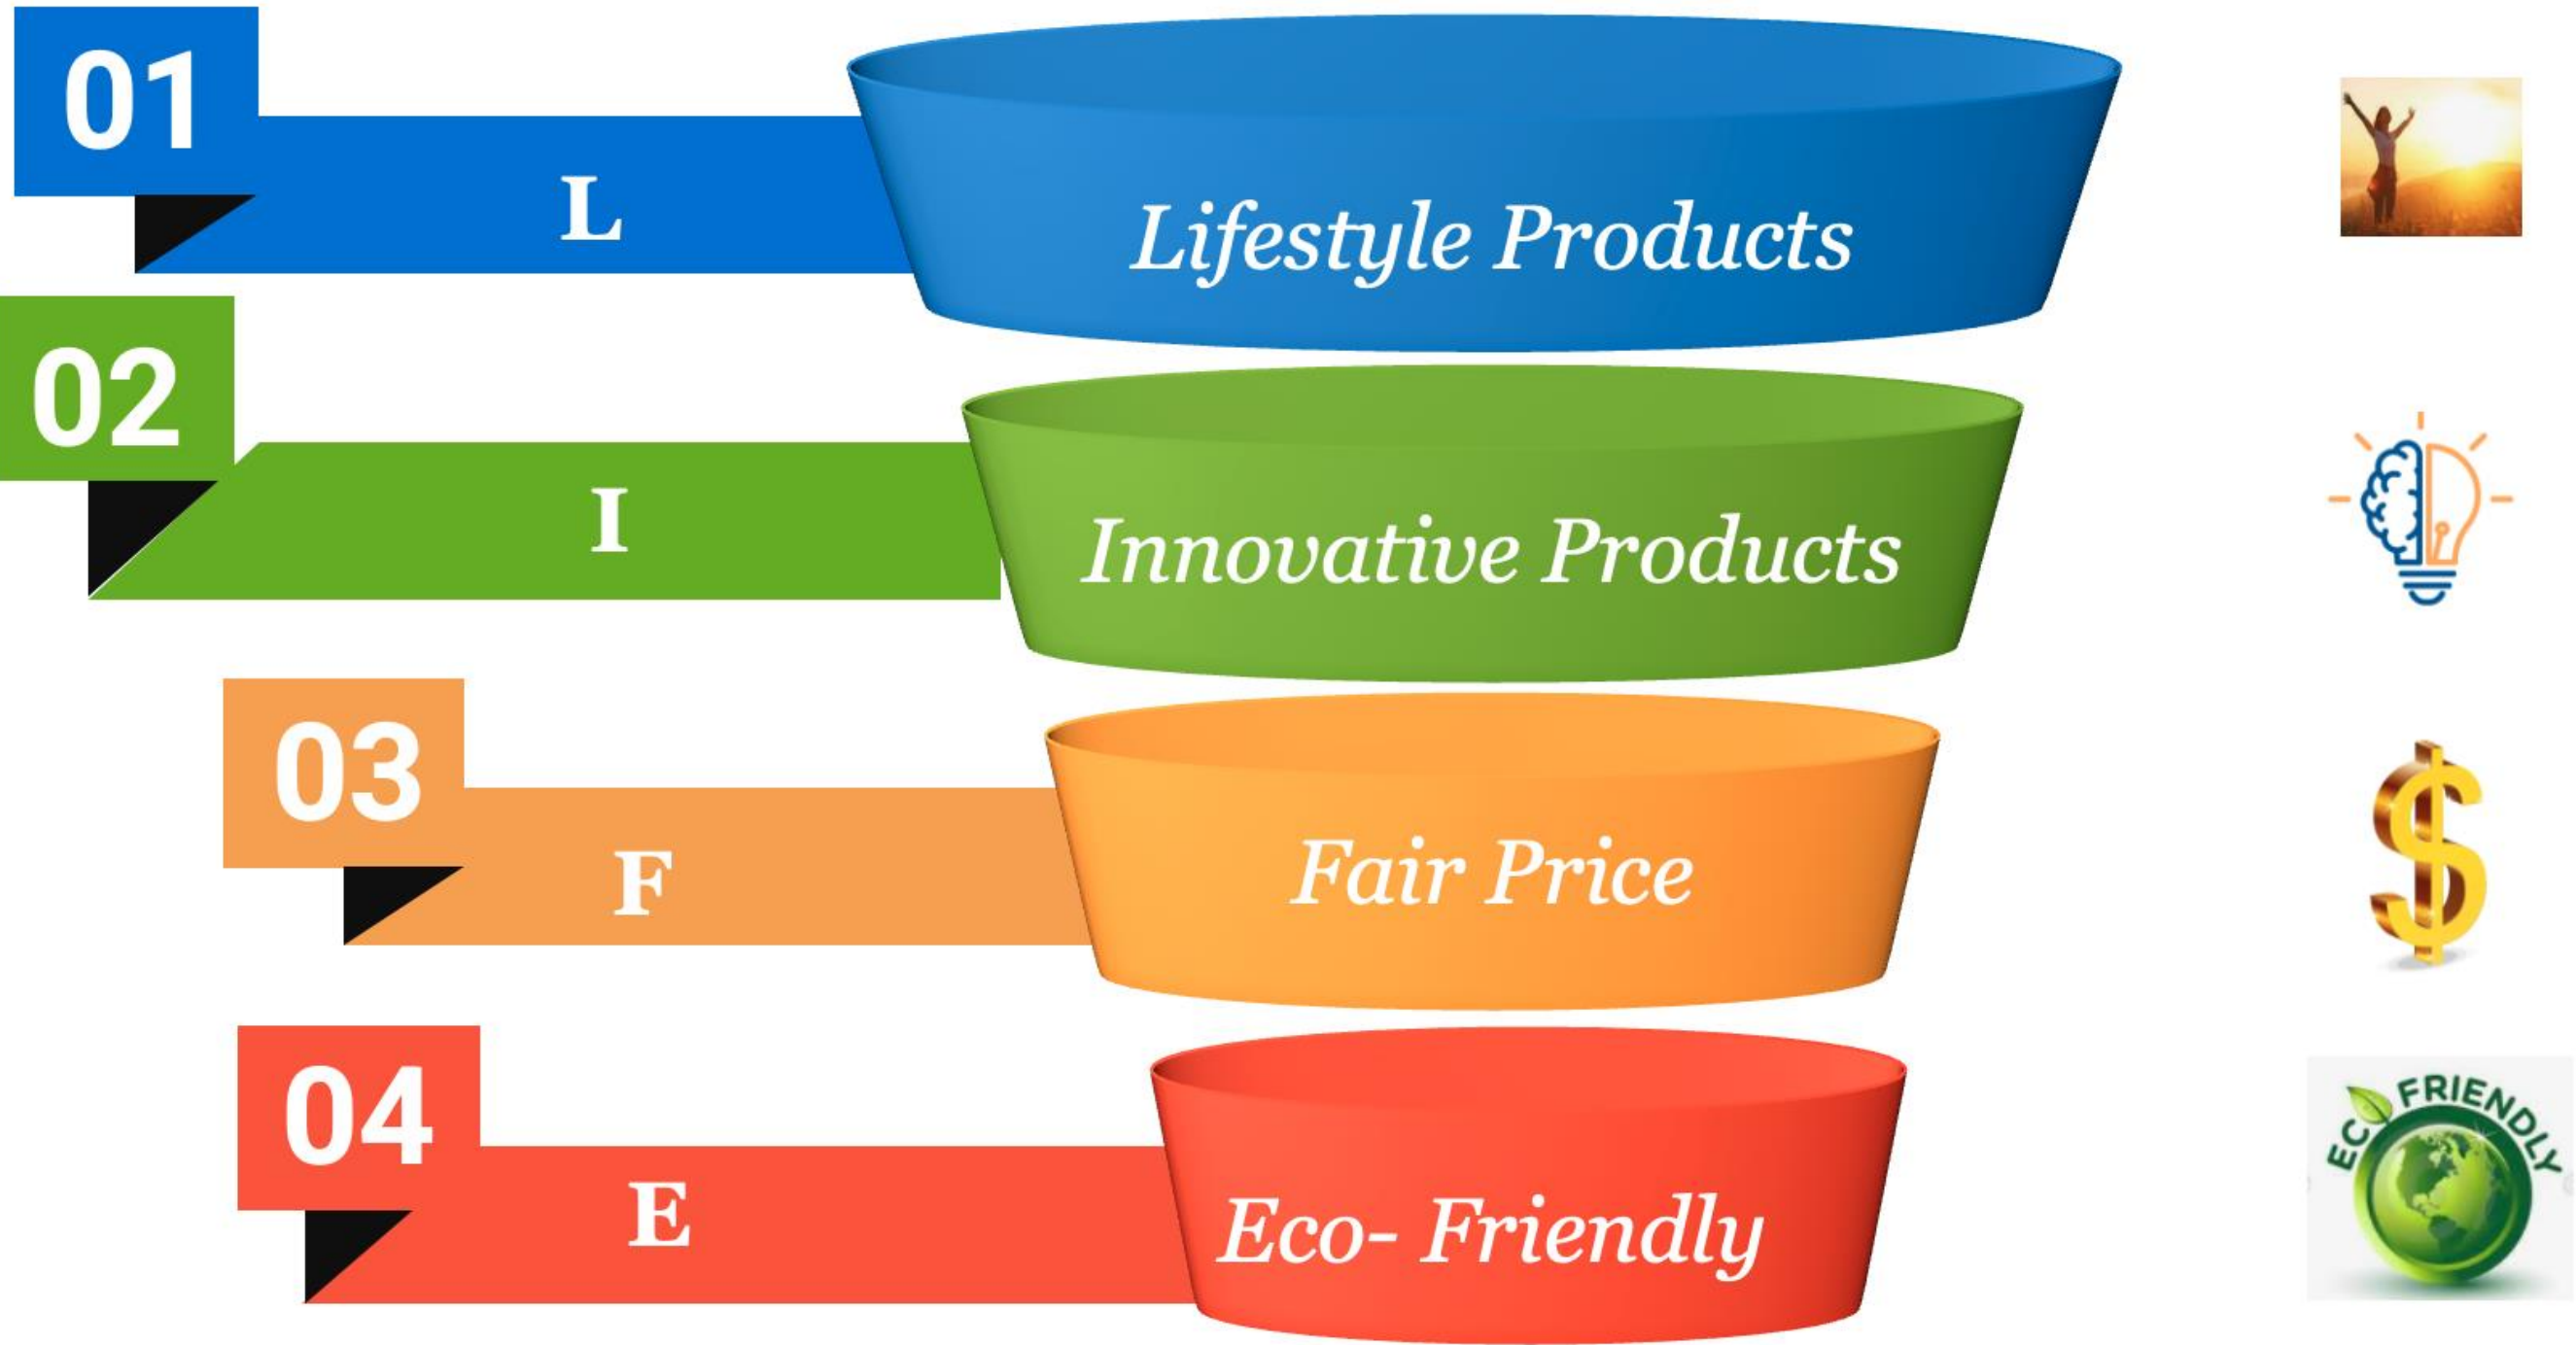 01
L
Lifestyle Products
02
I
Innovative Products
03
F
Fair Price
04
E
Eco- Friendly
ECO FRIENDLY